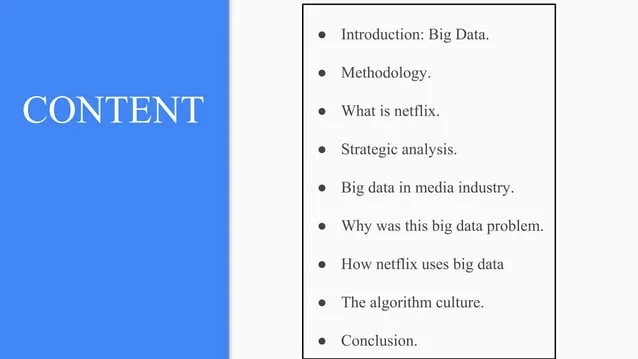 CONTENT
● Introduction: Big Data.
● Methodology.
● What is netflix.
● Strategic analysis.
● Big data in media industry.
● Why was this big data problem.
● How netflix uses big data
● The algorithm culture.
● Conclusion.